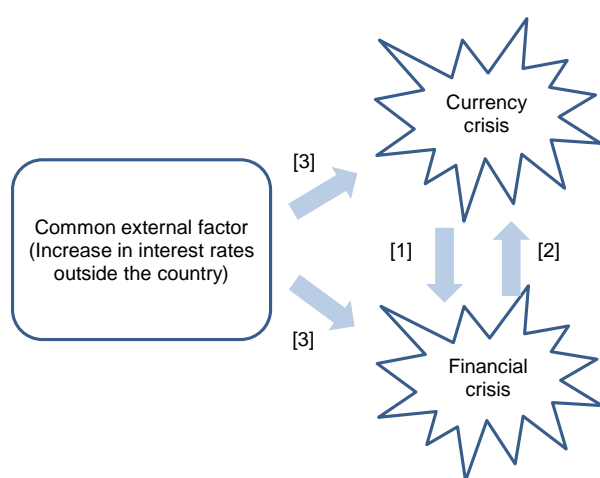 Currency
crisis
[3]
Common external factor
(Increase in interest rates
outside the country)
[1]
[2]
[3]
Financial
crisis